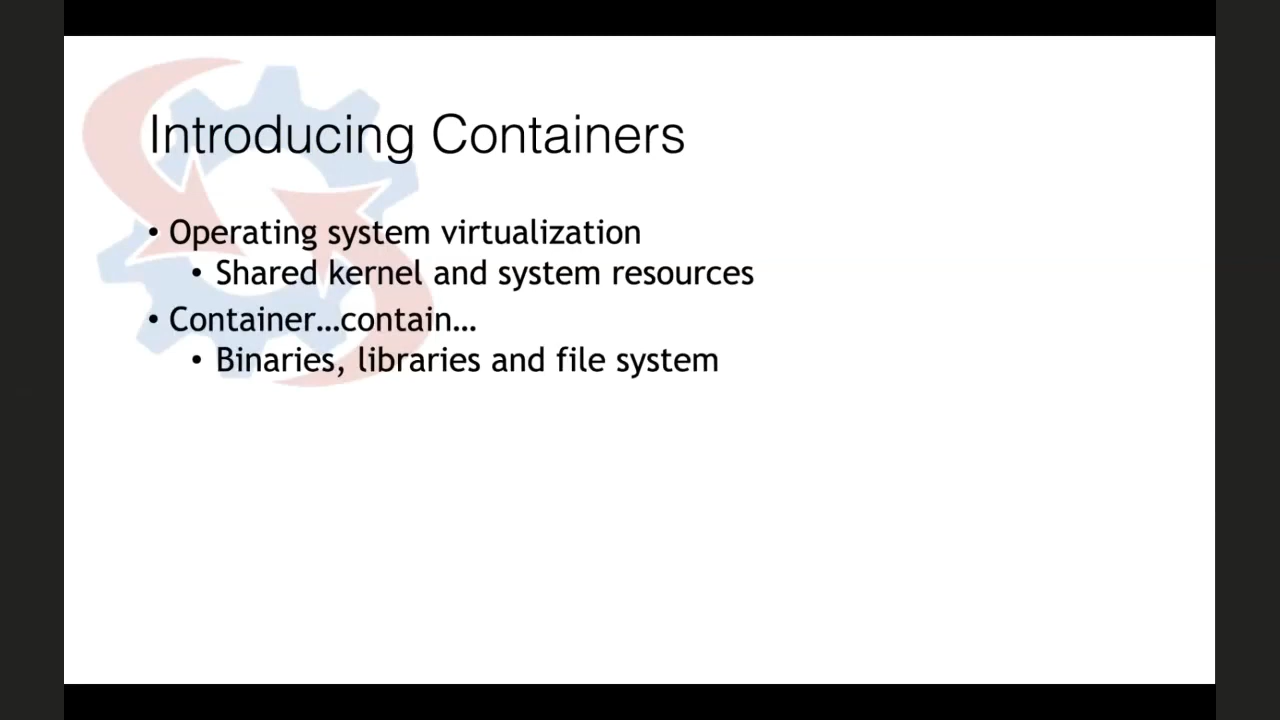 Introducing Containers
• Operating system virtualization
• Shared kernel and system resources
• Container…contain…
• Binaries, libraries and file system